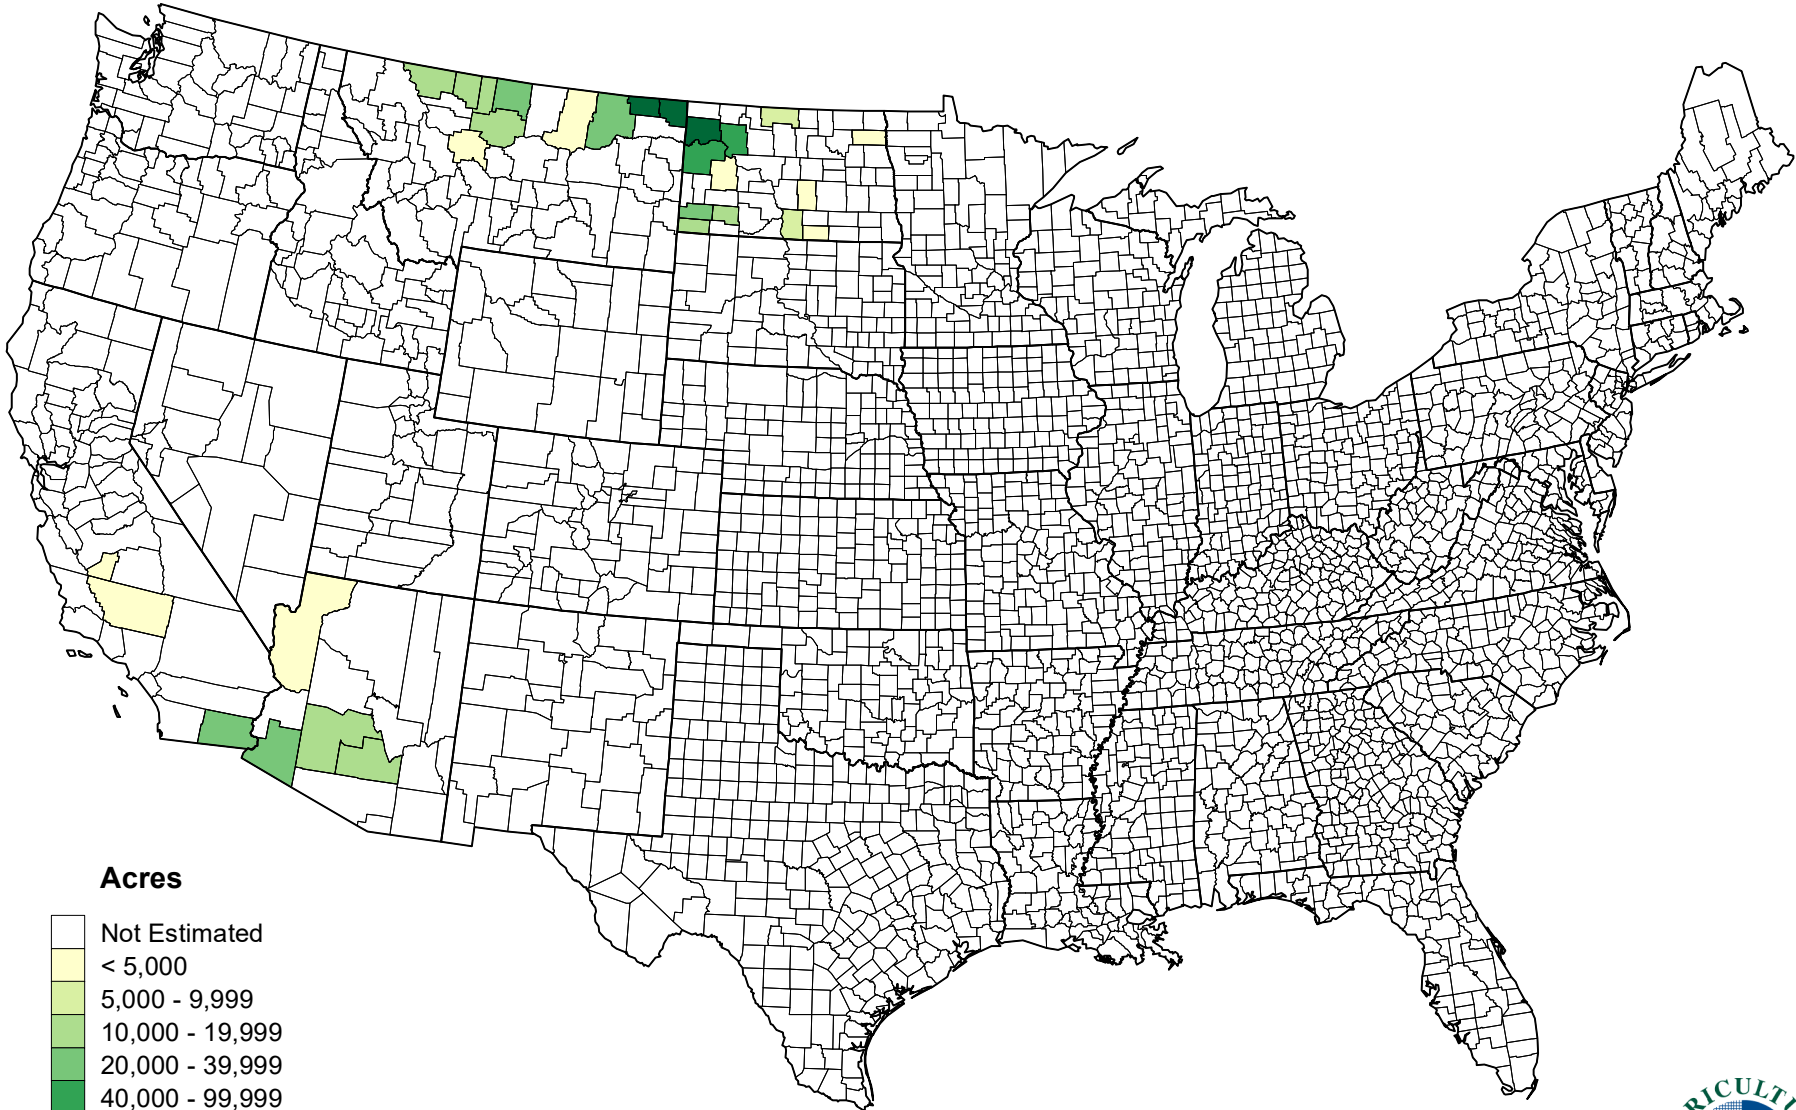 Acres
Not Estimated
< 5,000
5,000 - 9,999
10,000 - 19,999
20,000 - 39,999
40,000 - 99,999
RICULTU